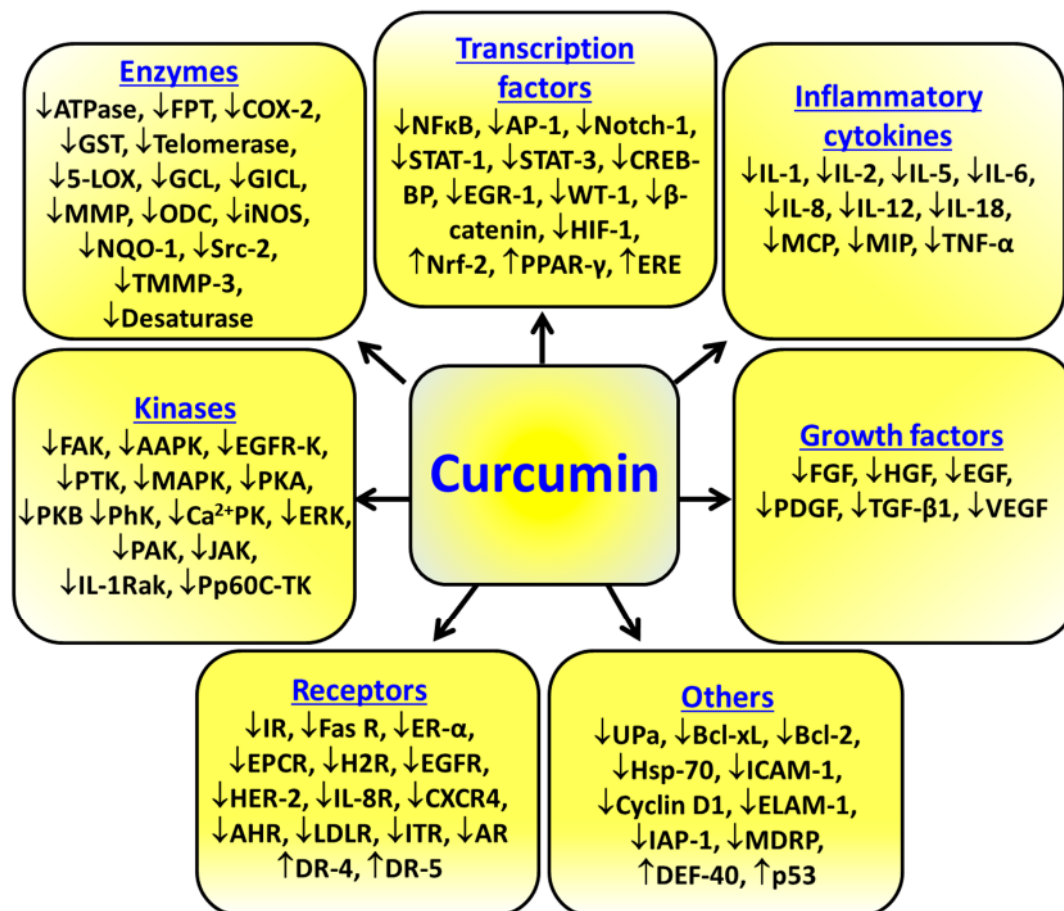 Enzymes
↓ATPase, ↓FPT, ↓COX-2,
↓GST, ↓Telomerase,
↓5-LOX, ↓GCL, ↓GICL,
↓MMP, ↓ODC, ↓iNOS,
↓NQO-1, ↓Src-2,
↓TMMP-3,
↓Desaturase
Transcription
factors
↓NFκB, ↓AP-1, ↓Notch-1,
↓STAT-1, ↓STAT-3, ↓CREB-
BP, ↓EGR-1, ↓WT-1, ↓β-
catenin, ↓HIF-1,
↑Nrf-2, ↑PPAR-γ, ↑ERE
Inflammatory
cytokines
↓IL-1, ↓IL-2, ↓IL-5, ↓IL-6,
↓IL-8, ↓IL-12, ↓IL-18,
↓MCP, ↓MIP, ↓TNF-α
Kinases
↓FAK, ↓AAPK, ↓EGFR-K,
↓PTK, ↓MAPK, ↓PKA,
↓PKB ↓PhK, ↓Ca²⁺PK, ↓ERK,
↓PAK, ↓JAK,
↓IL-1Rak, ↓Pp60C-TK
Curcumin
Growth factors
↓FGF, ↓HGF, ↓EGF,
↓PDGF, ↓TGF-β1, ↓VEGF
Receptors
↓IR, ↓Fas R, ↓ER-α,
↓EPCR, ↓H2R, ↓EGFR,
↓HER-2, ↓IL-8R, ↓CXCR4,
↓AHR, ↓LDLR, ↓ITR, ↓AR
↑DR-4, ↑DR-5
Others
↓UPa, ↓Bcl-xL, ↓Bcl-2,
↓Hsp-70, ↓ICAM-1,
↓Cyclin D1, ↓ELAM-1,
↓IAP-1, ↓MDRP,
↑DEF-40, ↑p53